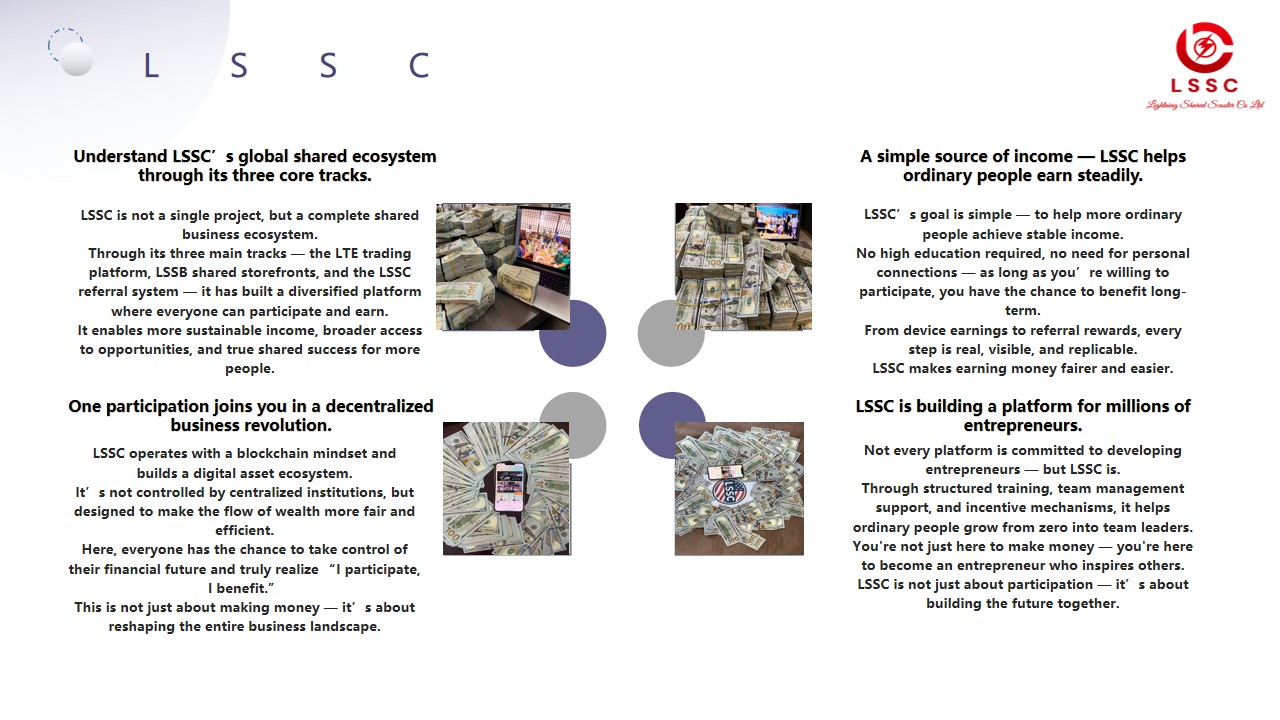 L S S C
LSSC
Lightning Shared Scooter Co Ltd
Understand LSSC’s global shared ecosystem
through its three core tracks.
LSSC is not a single project, but a complete shared
business ecosystem.
Through its three main tracks — the LTE trading
platform, LSSB shared storefronts, and the LSSC
referral system — it has built a diversified platform
where everyone can participate and earn.
It enables more sustainable income, broader access
to opportunities, and true shared success for more
people.
A simple source of income — LSSC helps
ordinary people earn steadily.
LSSC’s goal is simple — to help more ordinary
people achieve stable income.
No high education required, no need for personal
connections — as long as you’re willing to
participate, you have the chance to benefit long-
term.
From device earnings to referral rewards, every
step is real, visible, and replicable.
LSSC makes earning money fairer and easier.
One participation joins you in a decentralized
business revolution.
LSSC operates with a blockchain mindset and
builds a digital asset ecosystem.
It’s not controlled by centralized institutions, but
designed to make the flow of wealth more fair and
efficient.
Here, everyone has the chance to take control of
their financial future and truly realize “I participate,
I benefit.”
This is not just about making money — it’s about
reshaping the entire business landscape.
LSSC is building a platform for millions of
entrepreneurs.
Not every platform is committed to developing
entrepreneurs — but LSSC is.
Through structured training, team management
support, and incentive mechanisms, it helps
ordinary people grow from zero into team leaders.
You're not just here to make money — you're here
to become an entrepreneur who inspires others.
LSSC is not just about participation — it’s about
building the future together.
LSSC